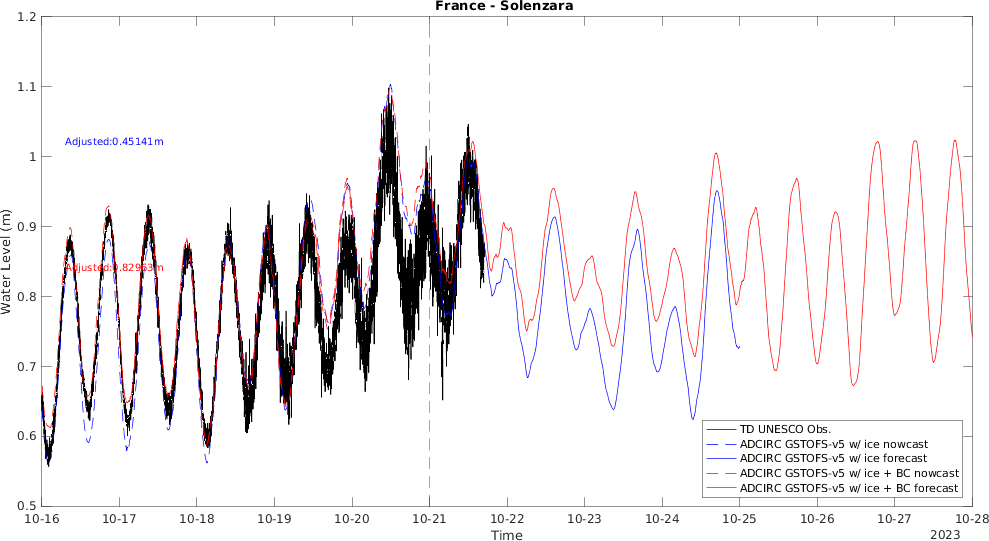 France - Solenzara
1.2
1.1
1
0.9
0.8
0.7
0.6
0.5
Water Level (m)
Adjusted:0.45141m
Adjusted:0.82963m
TD UNESCO Obs.
ADCIRC GSTOFS-v5 w/ ice nowcast
ADCIRC GSTOFS-v5 w/ ice forecast
ADCIRC GSTOFS-v5 w/ ice + BC nowcast
ADCIRC GSTOFS-v5 w/ ice + BC forecast
10-16 10-17 10-18 10-19 10-20 10-21 10-22 10-23 10-24 10-25 10-26 10-27 10-28
Time
2023